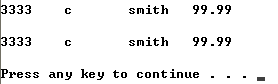 3333    c       smith   99.99
3333    c       smith   99.99
Press any key to continue . . . _